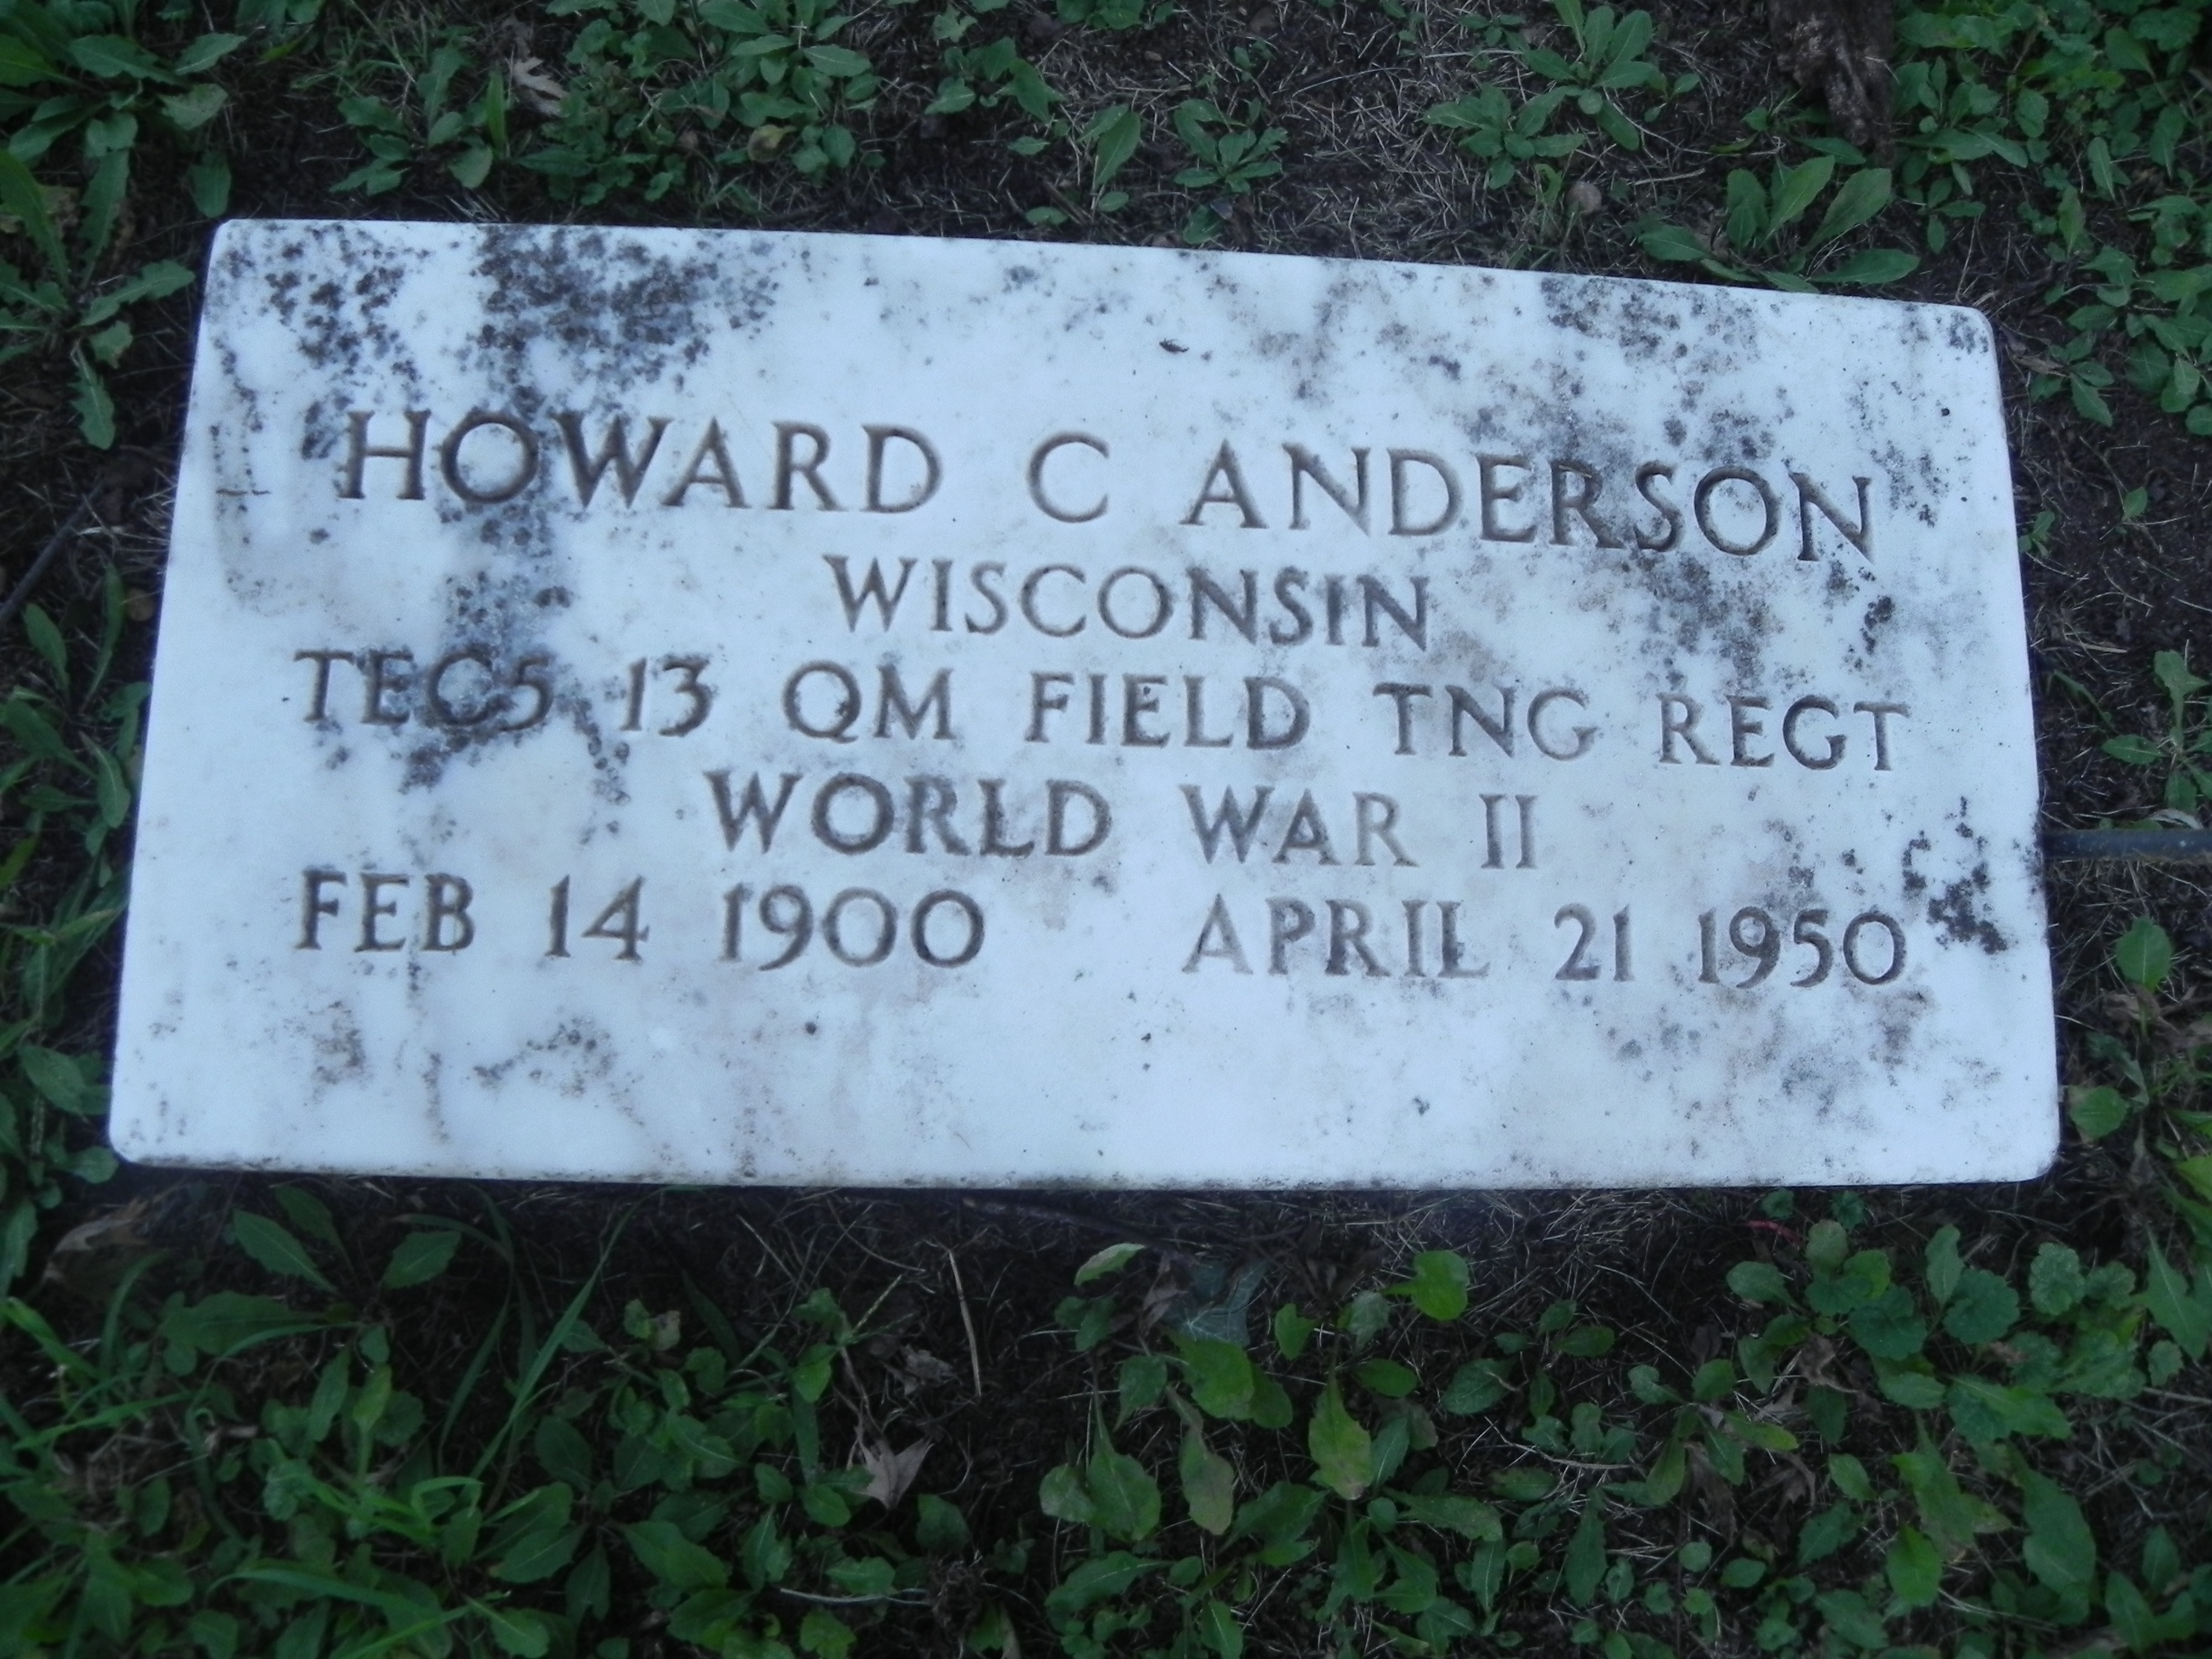 HOWARD C ANDERSON
WISCONSIN
TEC5 13 QM FIELD TNG REGT
WORLD WAR II
FEB 14 1900 APRIL 21 1950